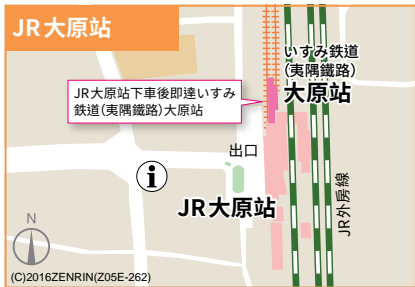 JR大原站
いすみ鉄道
(夷隅鐵路)
大原站
JR大原站下車後即達いすみ
鉄道(夷隅鐵路)大原站
出口
i
JR大原站
JR外房線
N
(C)2016ZENRIN(Z05E-262)